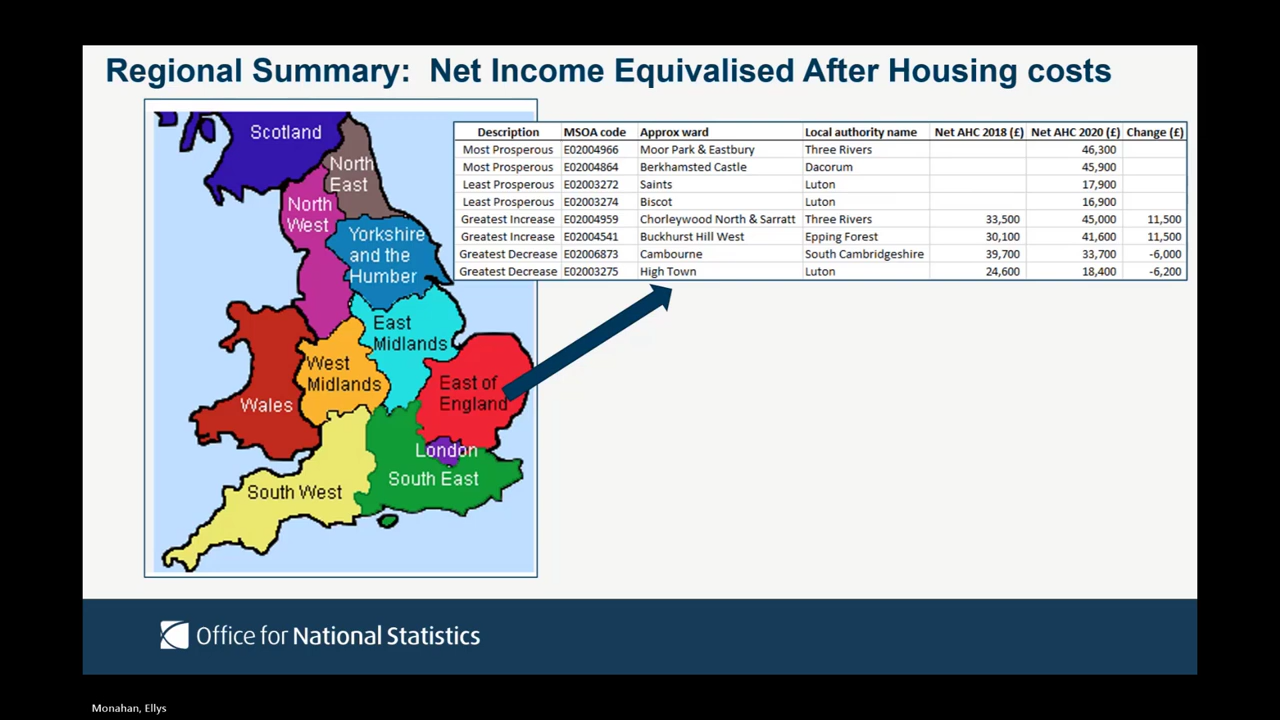 Regional Summary: Net Income Equivalised After Housing costs
Scotland
North
East
North
West
Yorkshire
and the
Humber
East
Midlands
West
Midlands
Wales
East of
England
London
South East
South West
Description MSOA code Approx ward Local authority name Net AHC 2018 (£) Net AHC 2020 (£) Change (£)
Most Prosperous E02004966 Moor Park & Eastbury Three Rivers 46,300
Most Prosperous E02004864 Berkhamsted Castle Dacorum 45,900
Least Prosperous E02003272 Saints Luton 17,900
Least Prosperous E02003274 Biscot Luton 16,900
Greatest Increase E02004959 Chorleywood North & Sarratt Three Rivers 33,500 45,000 11,500
Greatest Increase E02004541 Buckhurst Hill West Epping Forest 30,100 41,600 11,500
Greatest Decrease E02006873 Cambourne South Cambridgeshire 39,700 33,700 -6,000
Greatest Decrease E02003275 High Town Luton 24,600 18,400 -6,200
Office for National Statistics
Monahan, Ellys